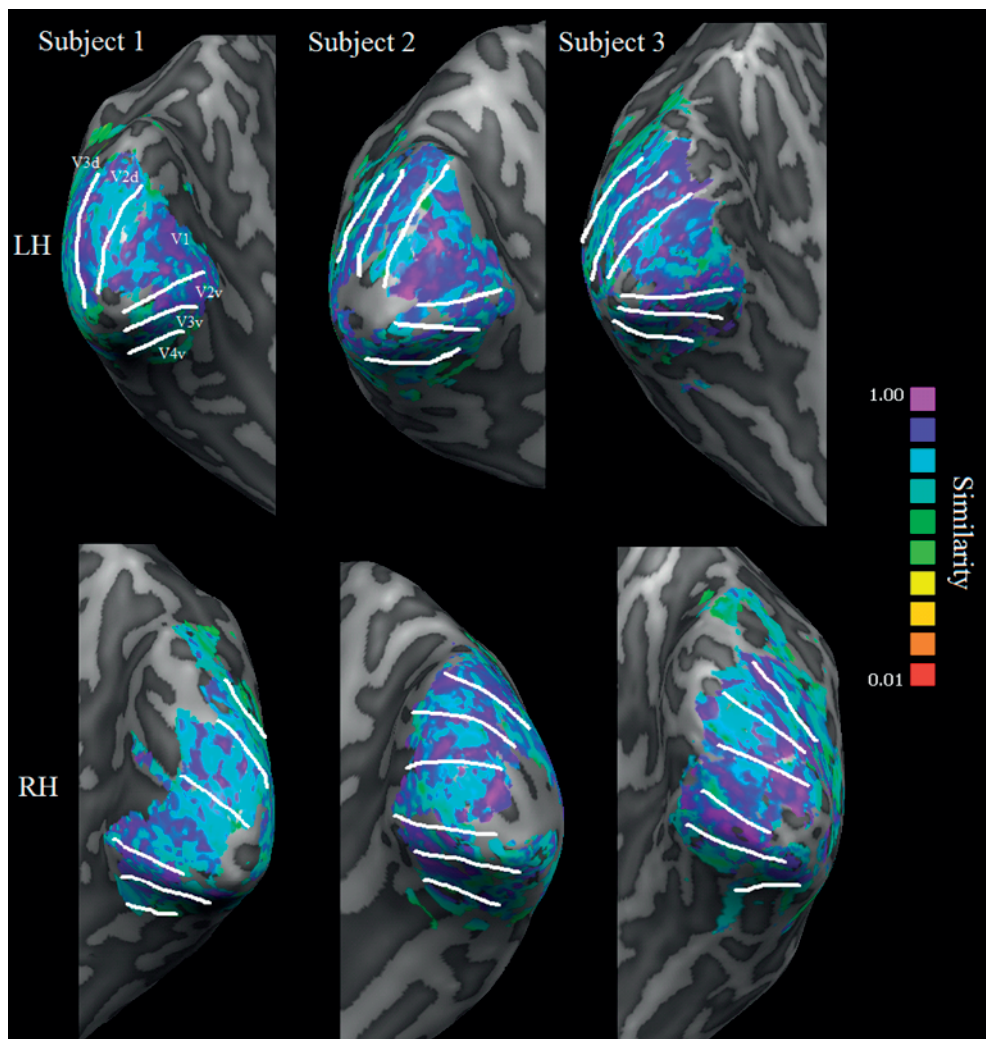 Subject 1
Subject 2
Subject 3
V3d
V2d
LH
V1
V2v
V3v
V4v
1.00
Similarity
0.01
RH